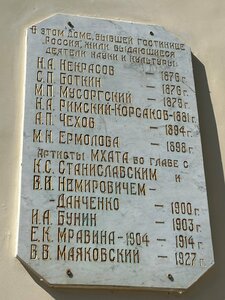 В ЭТОМ ДОМЕ, БЫВШЕЙ ГОСТИНИЦЕ
РОССИЯ, ЖИЛИ ВЫДАЮЩИЕСЯ
ДЕЯТЕЛИ НАУКИ И КУЛЬТУРЫ:
Н.А. НЕКРАСОВ — 1876 г.
С.П. БОТКИН — 1876 г.
М.П. МУСОРГСКИЙ — 1879 г.
Н.А. РИМСКИЙ-КОРСАКОВ-1881 г.
А.П. ЧЕХОВ — 1894 г.
М.Н. ЕРМОЛОВА — 1898 г.
АРТИСТЫ МХАТА ВО ГЛАВЕ С
К.С. СТАНИСЛАВСКИМ И
В.И. НЕМИРОВИЧЕМ-
ДАНЧЕНКО — 1900 г.
И.А. БУНИН — 1903 г.
Е.К. МРАВИНА-1904 — 1914 г.
В.В. МАЯКОВСКИЙ — 1927 г.